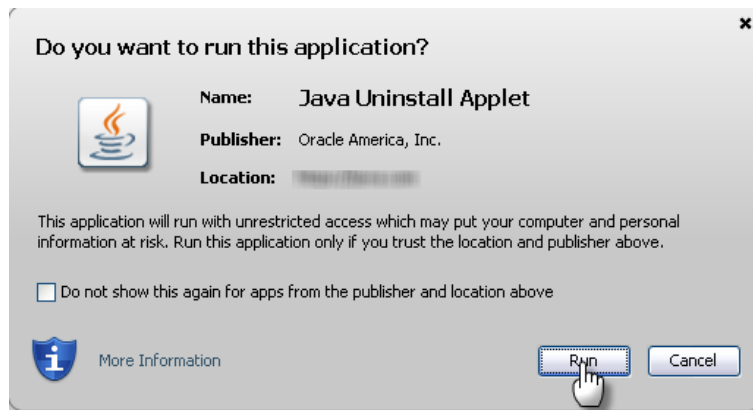 Do you want to run this application?
Name: Java Uninstall Applet
Publisher: Oracle America, Inc.
Location:
This application will run with unrestricted access which may put your computer and personal
information at risk. Run this application only if you trust the location and publisher above.
Do not show this again for apps from the publisher and location above
More Information
Run Cancel